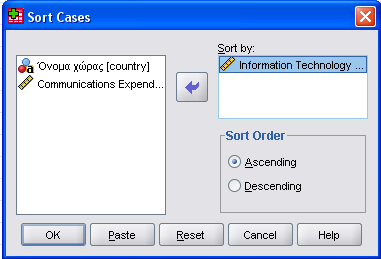 Sort Cases
Όνομα χώρας [country]
Communications Expend...
Sort by:
Information Technology ...
Sort Order
Ascending
Descending
OK
Paste
Reset
Cancel
Help